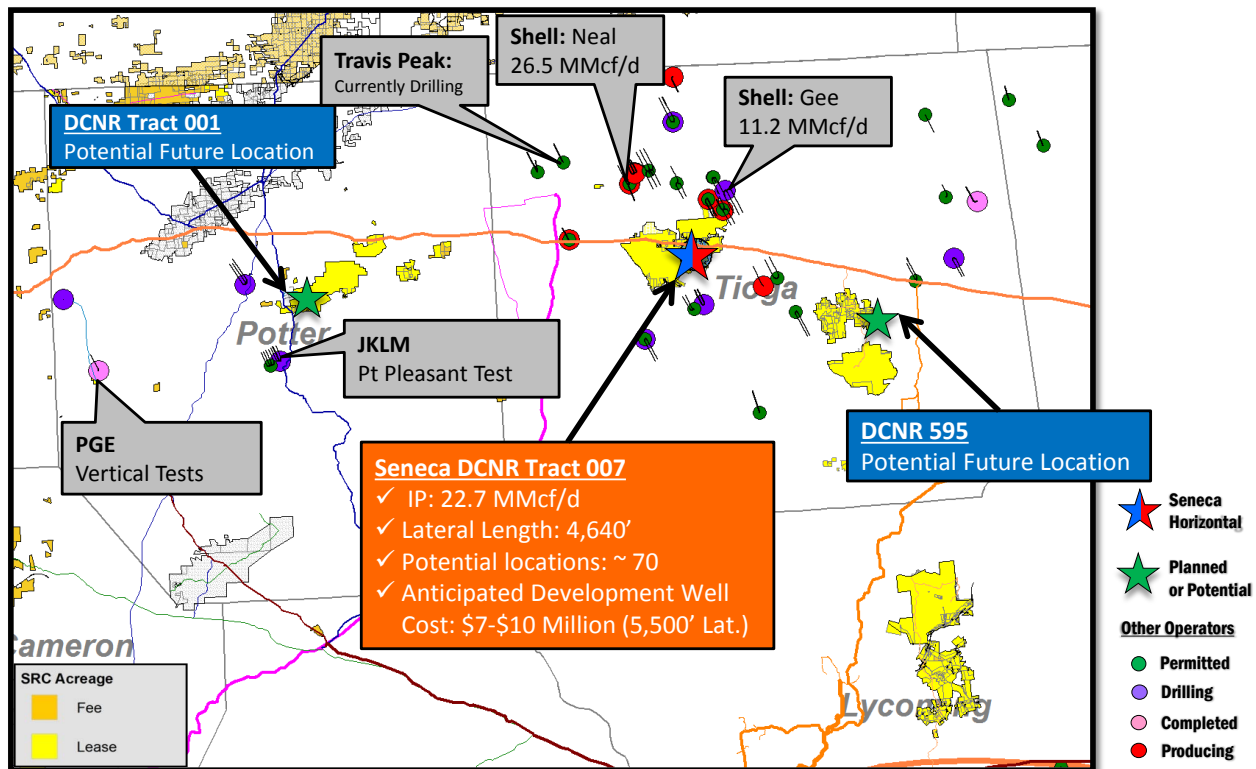 Shell: Neal
26.5 MMcf/d
Travis Peak:
Currently Drilling
Shell: Gee
11.2 MMcf/d
DCNR Tract 001
Potential Future Location
Tioga
Potter
JKLM
Pt Pleasant Test
PGE
Vertical Tests
DCNR 595
Potential Future Location
Seneca DCNR Tract 007
✓ IP: 22.7 MMcf/d
✓ Lateral Length: 4,640’
✓ Potential locations: ~ 70
✓ Anticipated Development Well
Cost: $7-$10 Million (5,500’ Lat.)
Cameron
Lycoming
SRC Acreage
Fee
Lease
Seneca
Horizontal
Planned
or Potential
Other Operators
Permitted
Drilling
Completed
Producing